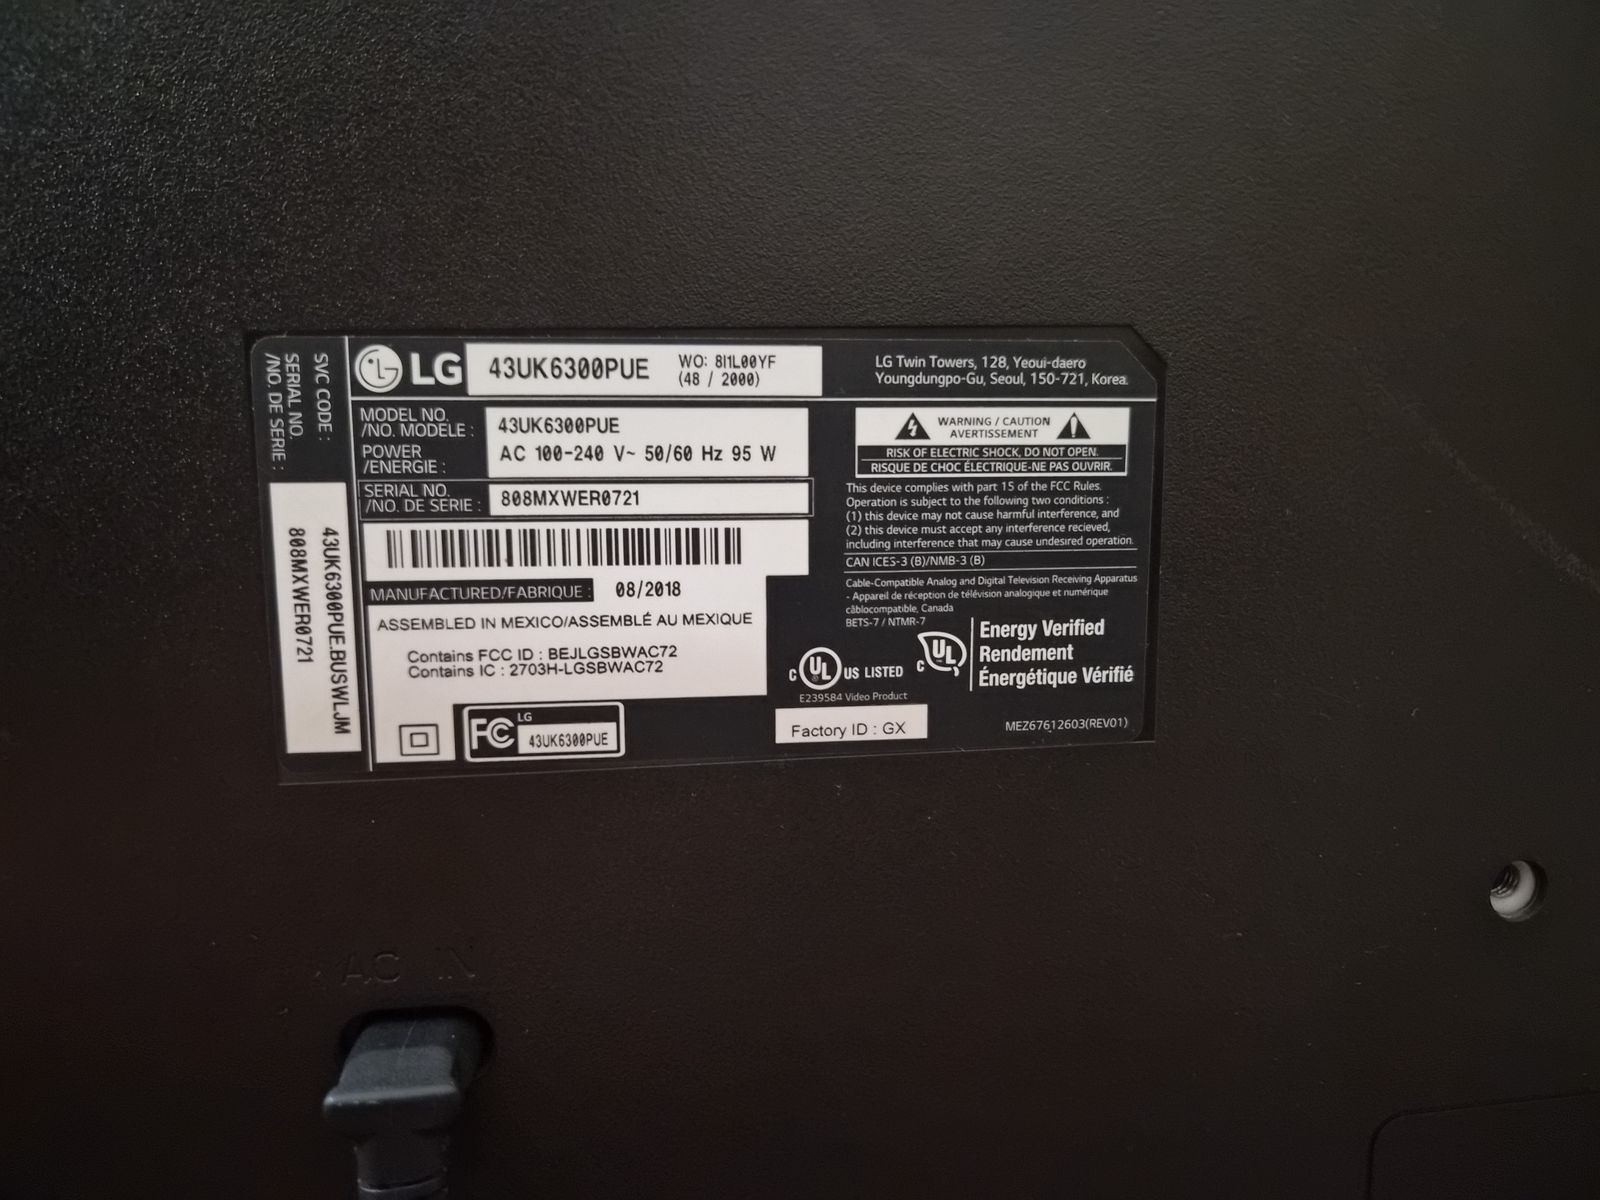 SVC CODE :
SERIAL NO.
/NO. DE SERIE :
43UK6300PUE.BUSWLJM
808MXWER0721
LG
43UK6300PUE
WO: 8I1L00YF
(48 / 2000)
LG Twin Towers, 128, Yeoui-daero
Youngdungpo-Gu, Seoul, 150-721, Korea.
MODEL NO.
/NO. MODELE :
43UK6300PUE
POWER
/ENERGIE :
AC 100-240 V~ 50/60 Hz 95 W
SERIAL NO.
/NO. DE SERIE :
808MXWER0721
MANUFACTURED/FABRIQUE :
08/2018
ASSEMBLED IN MEXICO/ASSEMBLÉ AU MEXIQUE
Contains FCC ID : BEJLGSBWAC72
Contains IC : 2703H-LGSBWAC72
FC
LG
43UK6300PUE
WARNING / CAUTION
AVERTISSEMENT
RISK OF ELECTRIC SHOCK, DO NOT OPEN.
RISQUE DE CHOC ÉLECTRIQUE-NE PAS OUVRIR.
This device complies with part 15 of the FCC Rules.
Operation is subject to the following two conditions :
(1) this device may not cause harmful interference, and
(2) this device must accept any interference recieved,
including interference that may cause undesired operation.
CAN ICES-3 (B)/NMB-3 (B)
Cable-Compatible Analog and Digital Television Receiving Apparatus
- Appareil de réception de télévision analogique et numérique
câblocompatible, Canada
BETS-7 / NTMR-7
C UL US LISTED
E239584 Video Product
C UL
Energy Verified
Rendement
Énergétique Vérifié
Factory ID : GX
MEZ67612603(REV01)
AC IN